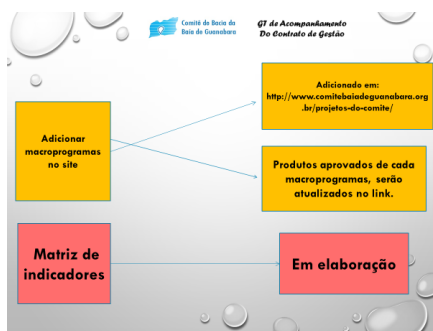 Comitê da Bacia da
Baía de Guanabara
GT de Acompanhamento
Do Contrato de Gestão
Adicionar
macroprogramas
no site
Adicionado em:
http://www.comitebaiadeguanabara.org
.br/projetos-do-comite/
Produtos aprovados de cada
macroprogramas, serão
atualizados no link.
Matriz de
indicadores
Em elaboração